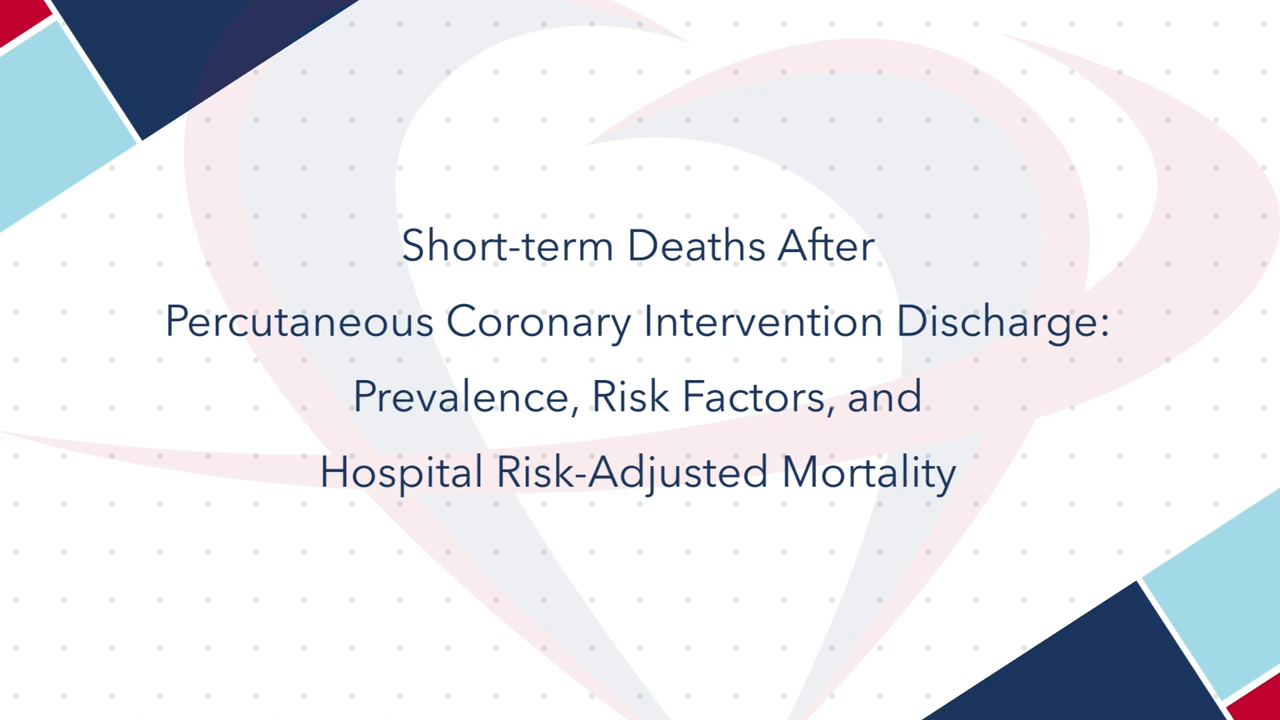 Short-term Deaths After
Percutaneous Coronary Intervention Discharge:
Prevalence, Risk Factors, and
Hospital Risk-Adjusted Mortality